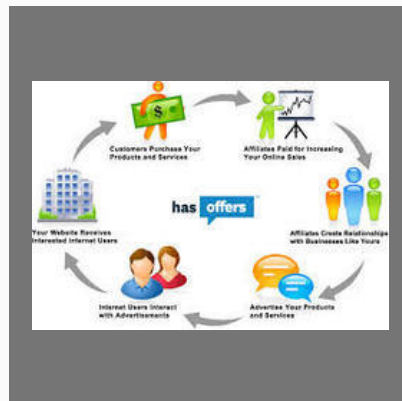 Customers Purchase Your
Products and Services
Affiliates Paid for Increasing
Your Online Sales
has offers
Your Website Receives
Interested Internet Users
Affiliates Create Relationships
with Businesses Like Yours
Internet Users Interact
with Advertisements
Advertise Your Products
and Services